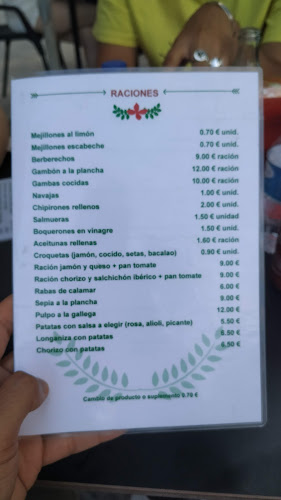 RACIONES
Mejillones al limón 0.70 € unid.
Mejillones escabeche 0.70 € unid.
Berberechos 9.00 € ración
Gambón a la plancha 12.00 € ración
Gambas cocidas 10.00 € ración
Navajas 1.00 € unid.
Chipirones rellenos 2.00 € unid.
Salmueras 1.50 € unidad
Boquerones en vinagre 1.50 € unid.
Aceitunas rellenas 1.60 € ración
Croquetas (jamón, cocido, setas, bacalao) 0.90 € unid.
Ración jamón y queso + pan tomate 9.00 €
Ración chorizo y salchichón ibérico + pan tomate 9.00 €
Rabas de calamar 6.00 €
Sepia a la plancha 9.00 €
Pulpo a la gallega 12.00 €
Patatas con salsa a elegir (rosa, alioli, picante) 5.50 €
Longaniza con patatas 6.50 €
Chorizo con patatas 6.50 €
Cambio de producto o suplemento 0.70 €